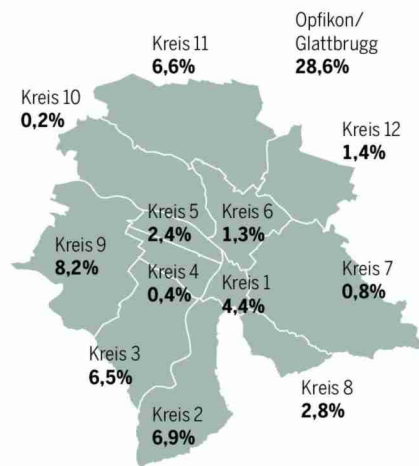 Opfikon/
Glattbrugg
28,6%
Kreis 11
6,6%
Kreis 10
0,2%
Kreis 12
1,4%
Kreis 5
2,4%
Kreis 6
1,3%
Kreis 9
8,2%
Kreis 4
0,4%
Kreis 1
4,4%
Kreis 7
0,8%
Kreis 3
6,5%
Kreis 8
2,8%
Kreis 2
6,9%